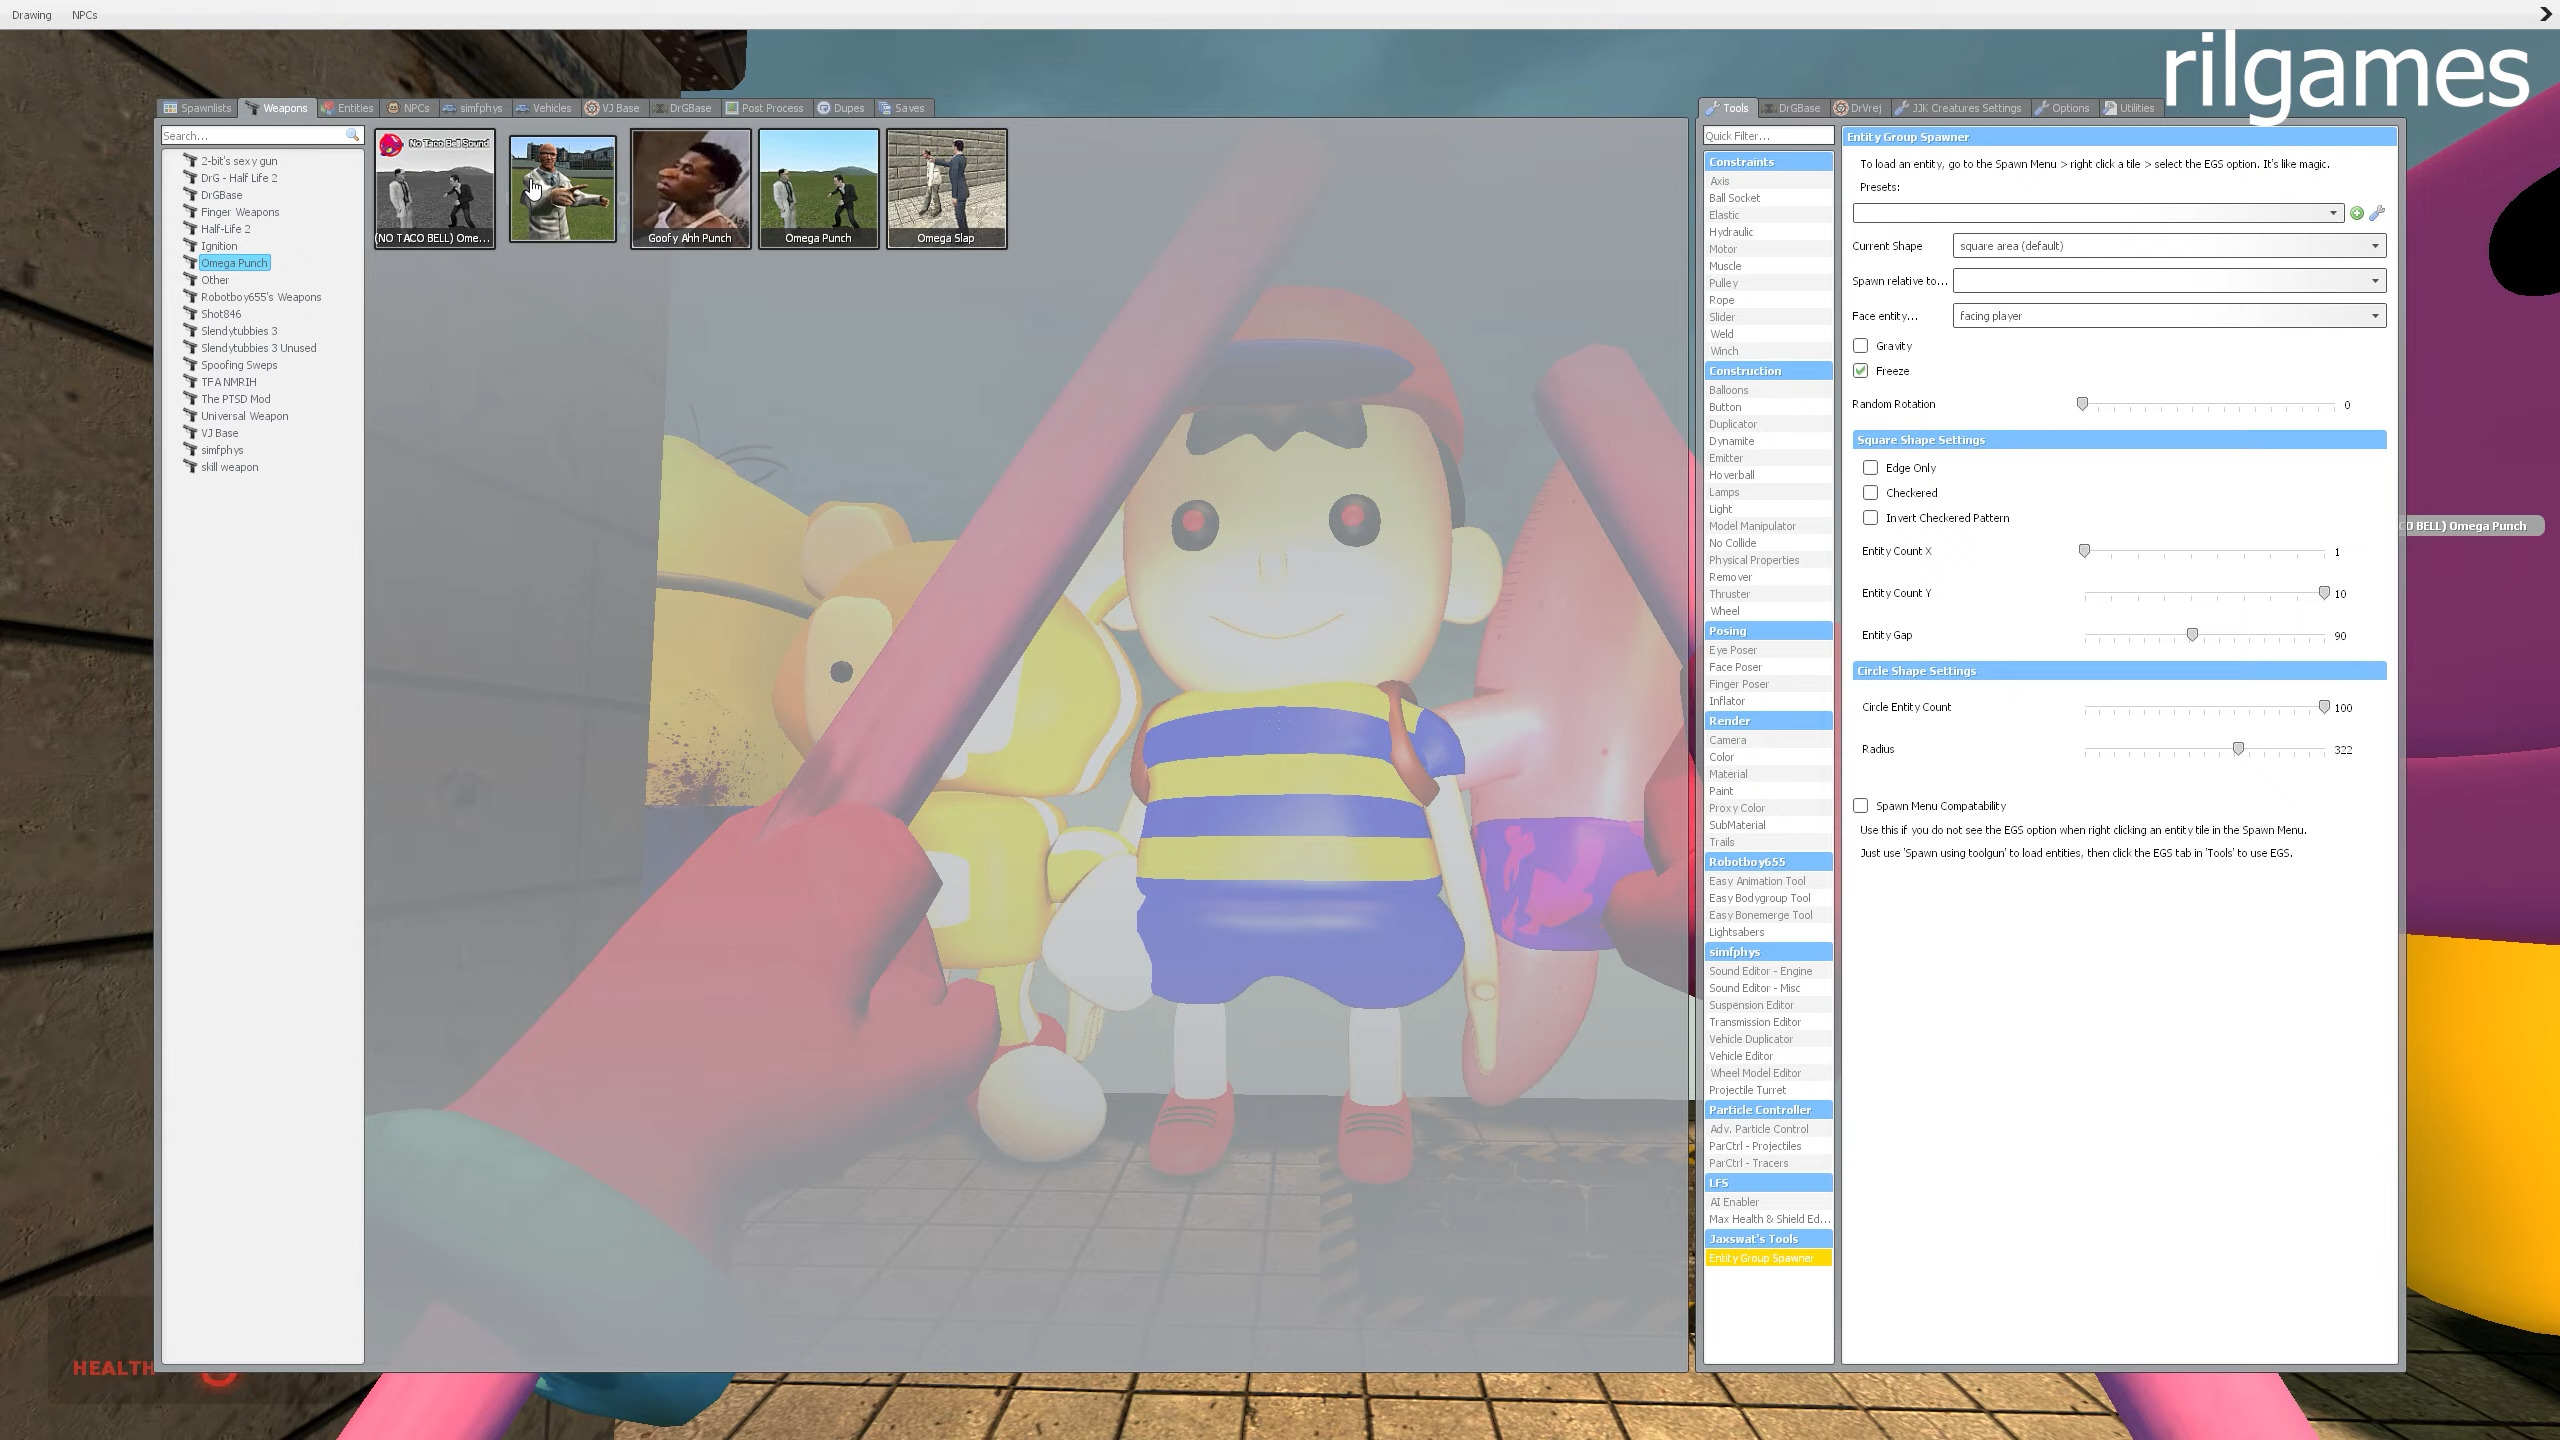 Drawing NPCs
rilgames
Spawnlists Weapons Entities NPCs simfphys Vehicles VJ Base DrGBase Post Process Dupes Saves
Search...
2-bit's sexy gun
DrG - Half Life 2
DrGBase
Finger Weapons
Half-Life 2
Ignition
Omega Punch
Other
Robotboy655's Weapons
Shot846
Slendytubbies 3
Slendytubbies 3 Unused
Spoofing Sweps
TFA NMRIH
The PTSD Mod
Universal Weapon
VJ Base
simfphys
skill weapon
No Taco Bell Sound
(NO TACO BELL) Ome...
Goofy Ahh Punch
Omega Punch
Omega Slap
HEALTH
Tools DrGBase DrVrej JJK Creatures Settings Options Utilities
Quick Filter...
Constraints
Axis
Ball Socket
Elastic
Hydraulic
Motor
Muscle
Pulley
Rope
Slider
Weld
Winch
Construction
Balloons
Button
Duplicator
Dynamite
Emitter
Hoverball
Lamps
Light
Model Manipulator
No Collide
Physical Properties
Remover
Thruster
Wheel
Posing
Eye Poser
Face Poser
Finger Poser
Inflator
Render
Camera
Color
Material
Paint
Proxy Color
SubMaterial
Trails
Robotboy655
Easy Animation Tool
Easy Bodygroup Tool
Easy Bonemerge Tool
Lightsabers
simfphys
Sound Editor - Engine
Sound Editor - Misc
Suspension Editor
Transmission Editor
Vehicle Duplicator
Vehicle Editor
Wheel Model Editor
Projectile Turret
Particle Controller
Adv. Particle Control
ParCtrl - Projectiles
ParCtrl - Tracers
LFS
AI Enabler
Max Health & Shield Ed...
Jaxswat's Tools
Entity Group Spawner
Entity Group Spawner
To load an entity, go to the Spawn Menu > right click a tile > select the EGS option. It's like magic.
Presets:
Current Shape square area (default)
Spawn relative to...
Face entity... facing player
Gravity
Freeze
Random Rotation 0
Square Shape Settings
Edge Only
Checkered
Invert Checkered Pattern
Entity Count X 1
Entity Count Y 10
Entity Gap 90
Circle Shape Settings
Circle Entity Count 100
Radius 322
Spawn Menu Compatability
Use this if you do not see the EGS option when right clicking an entity tile in the Spawn Menu.
Just use 'Spawn using toolgun' to load entities, then click the EGS tab in 'Tools' to use EGS.
CO BELL) Omega Punch